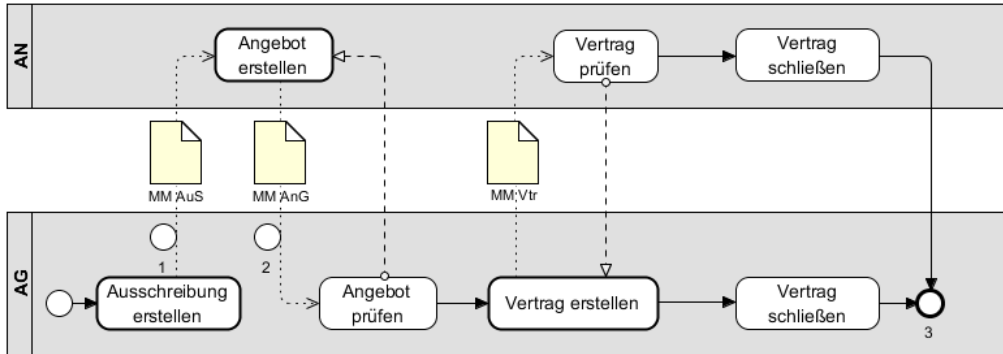 AN
Angebot
erstellen
Vertrag
prüfen
Vertrag
schließen
MM AuS
MM AnG
MM Vtr
AG
1
2
Ausschreibung
erstellen
Angebot
prüfen
Vertrag erstellen
Vertrag
schließen
3